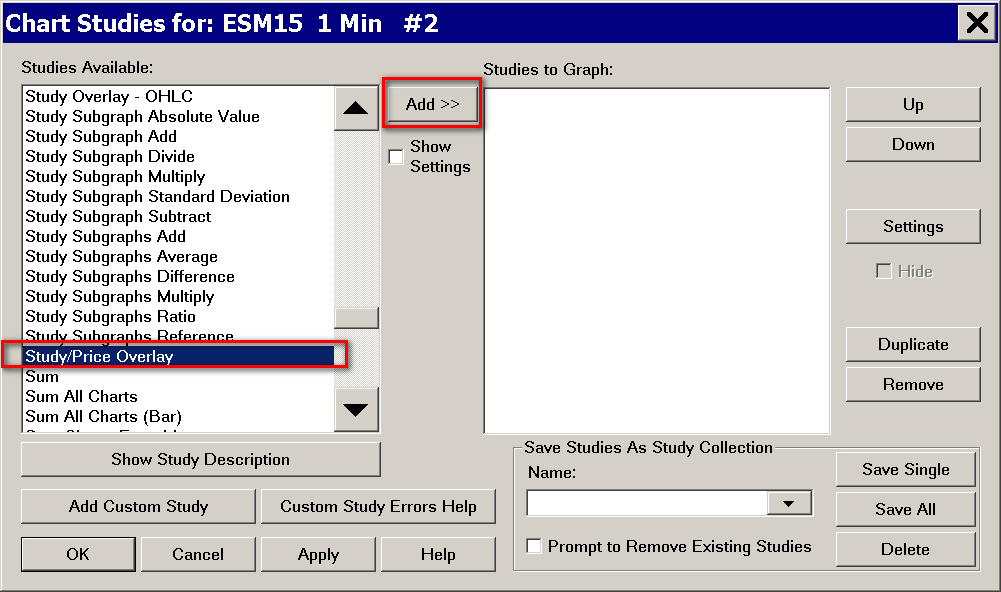 Chart Studies for: ESM15 1 Min #2
Studies Available:
Study Overlay - OHLC
Study Subgraph Absolute Value
Study Subgraph Add
Study Subgraph Divide
Study Subgraph Multiply
Study Subgraph Standard Deviation
Study Subgraph Subtract
Study Subgraphs Add
Study Subgraphs Average
Study Subgraphs Difference
Study Subgraphs Multiply
Study Subgraphs Ratio
Study Subgraphs Reference
Study/Price Overlay
Sum
Sum All Charts
Sum All Charts (Bar)
Show Study Description
Add Custom Study
Custom Study Errors Help
OK
Cancel
Apply
Help
Add >>
Show
Settings
Studies to Graph:
Up
Down
Settings
Hide
Duplicate
Remove
Save Studies As Study Collection
Name:
Prompt to Remove Existing Studies
Save Single
Save All
Delete